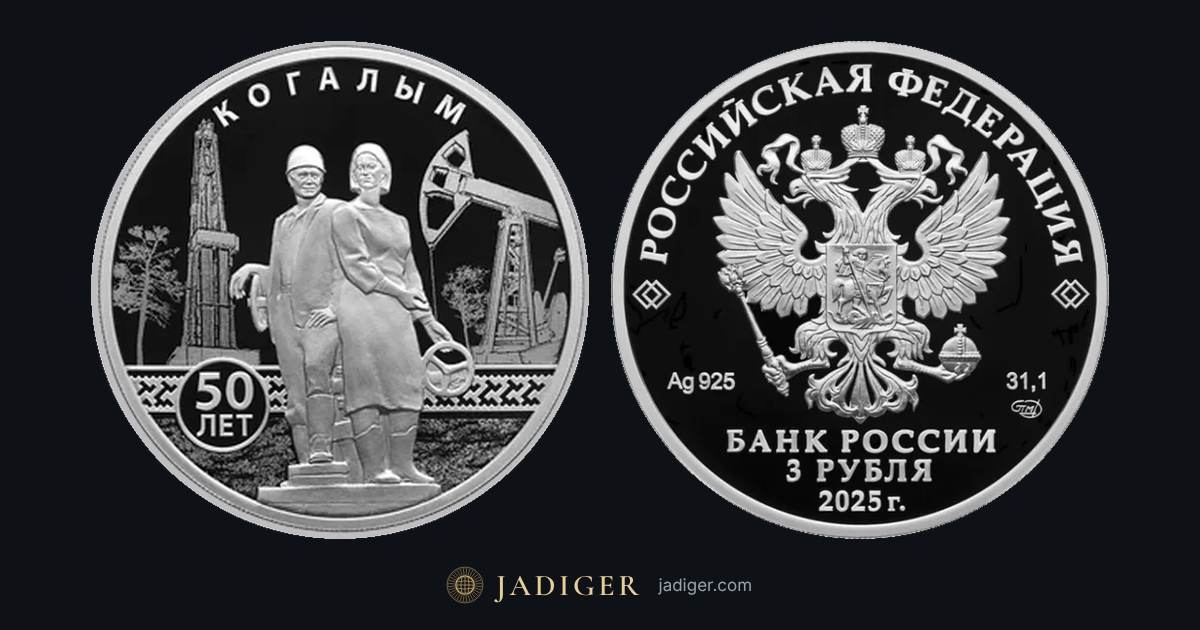 КОГАЛЫМ
50
ЛЕТ
РОССИЙСКАЯ ФЕДЕРАЦИЯ
Ag 925
31,1
БАНК РОССИИ
3 РУБЛЯ
2025 г.
JADIGER
jadiger.com